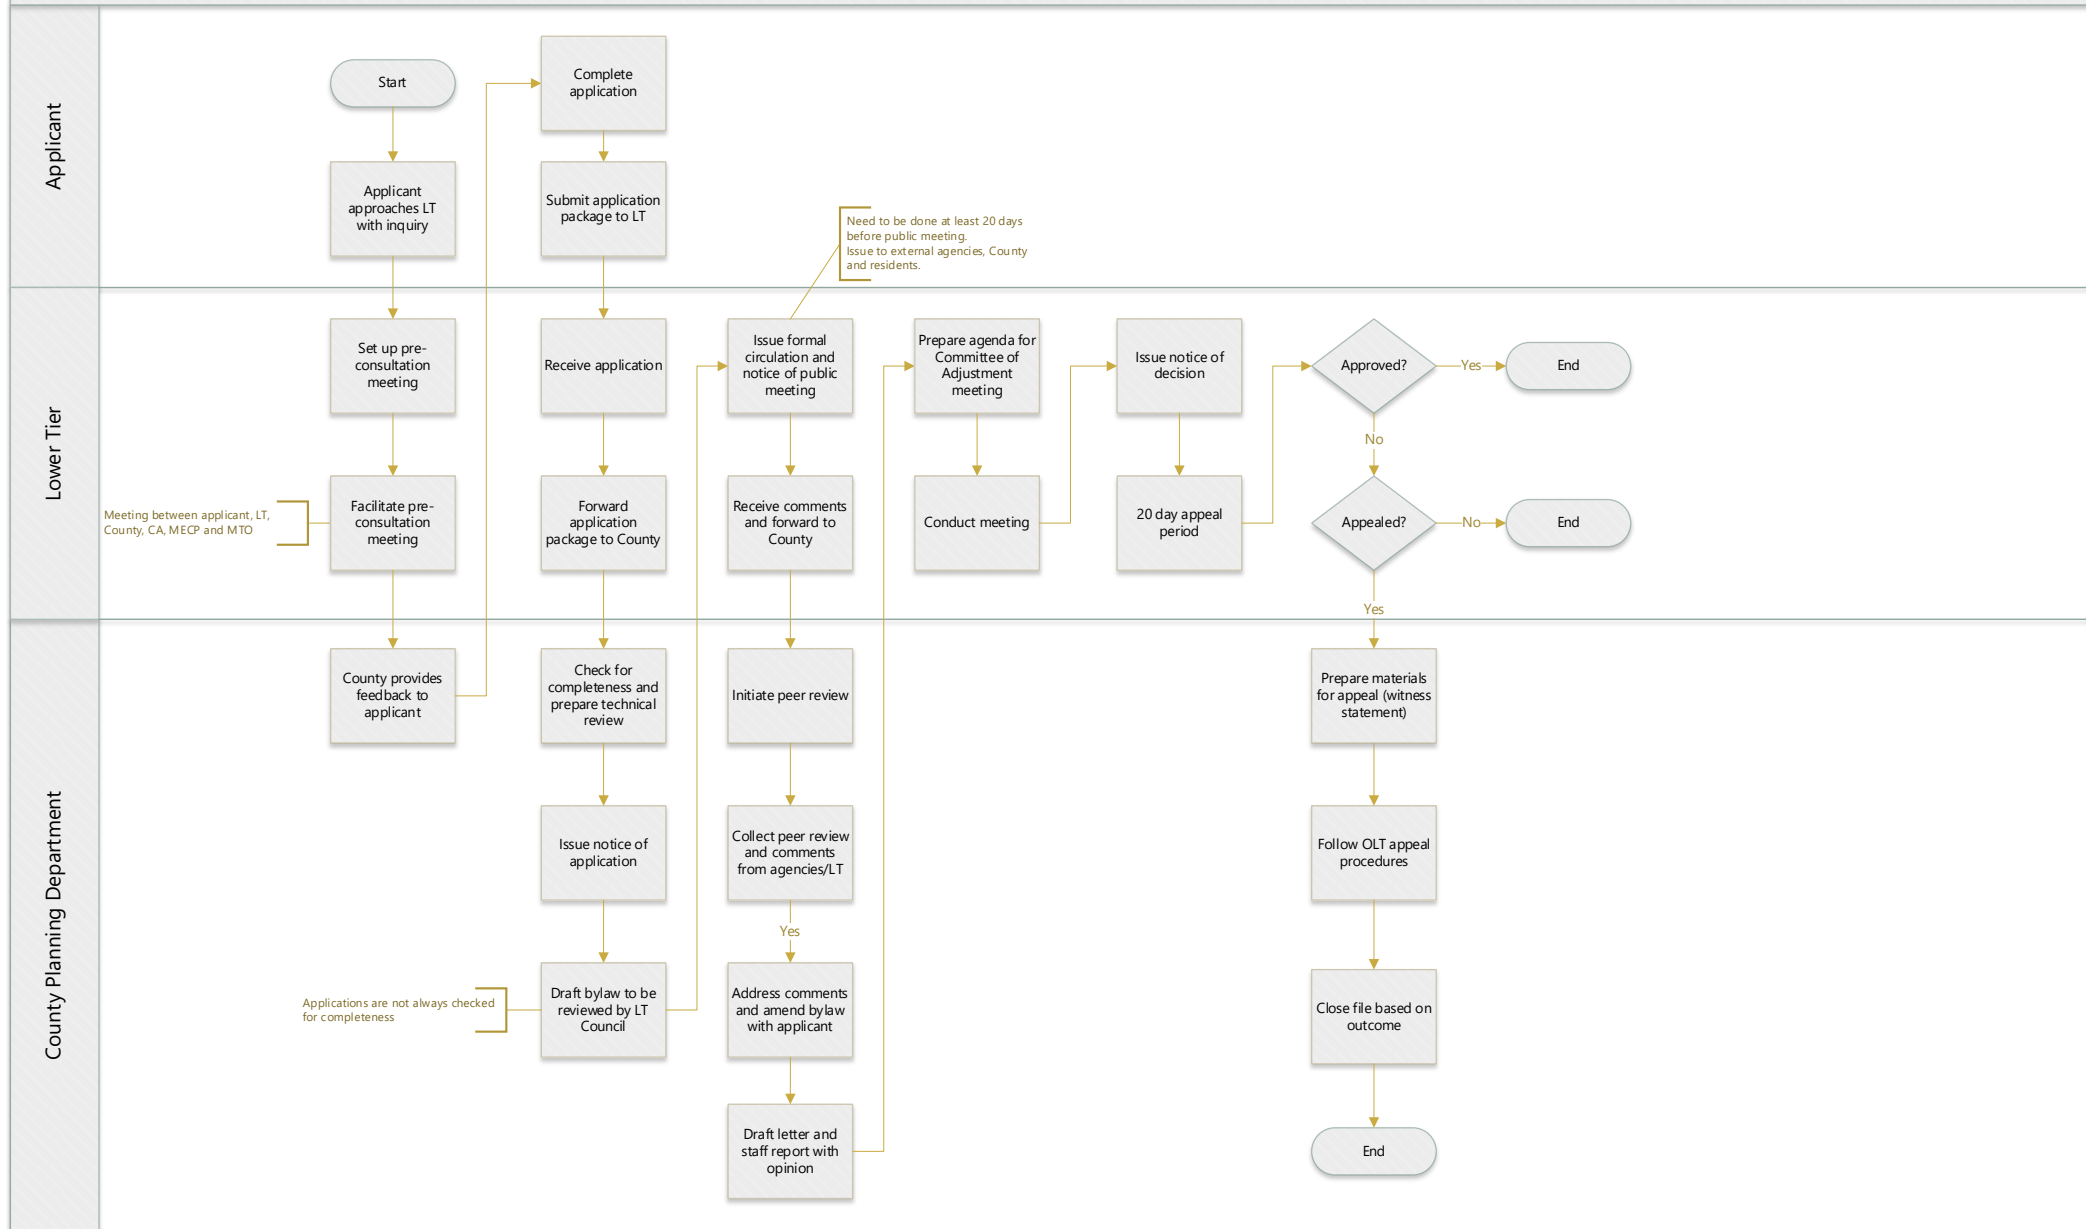 Applicant
Start
Applicant
approaches LT
with inquiry
Complete
application
Submit application
package to LT
Need to be done at least 20 days
before public meeting.
Issue to external agencies, County
and residents.
Lower Tier
Set up pre-
consultation
meeting
Facilitate pre-
consultation
meeting
Meeting between applicant, LT,
County, CA, MECP and MTO
Receive application
Forward
application
package to County
Issue formal
circulation and
notice of public
meeting
Receive comments
and forward to
County
Prepare agenda for
Committee of
Adjustment
meeting
Conduct meeting
Issue notice of
decision
20 day appeal
period
Approved?
Yes
End
No
Appealed?
No
End
Yes
County Planning Department
County provides
feedback to
applicant
Check for
completeness and
prepare technical
review
Issue notice of
application
Draft bylaw to be
reviewed by LT
Council
Applications are not always checked
for completeness
Initiate peer review
Collect peer review
and comments
from agencies/LT
Yes
Address comments
and amend bylaw
with applicant
Draft letter and
staff report with
opinion
Prepare materials
for appeal (witness
statement)
Follow OLT appeal
procedures
Close file based on
outcome
End